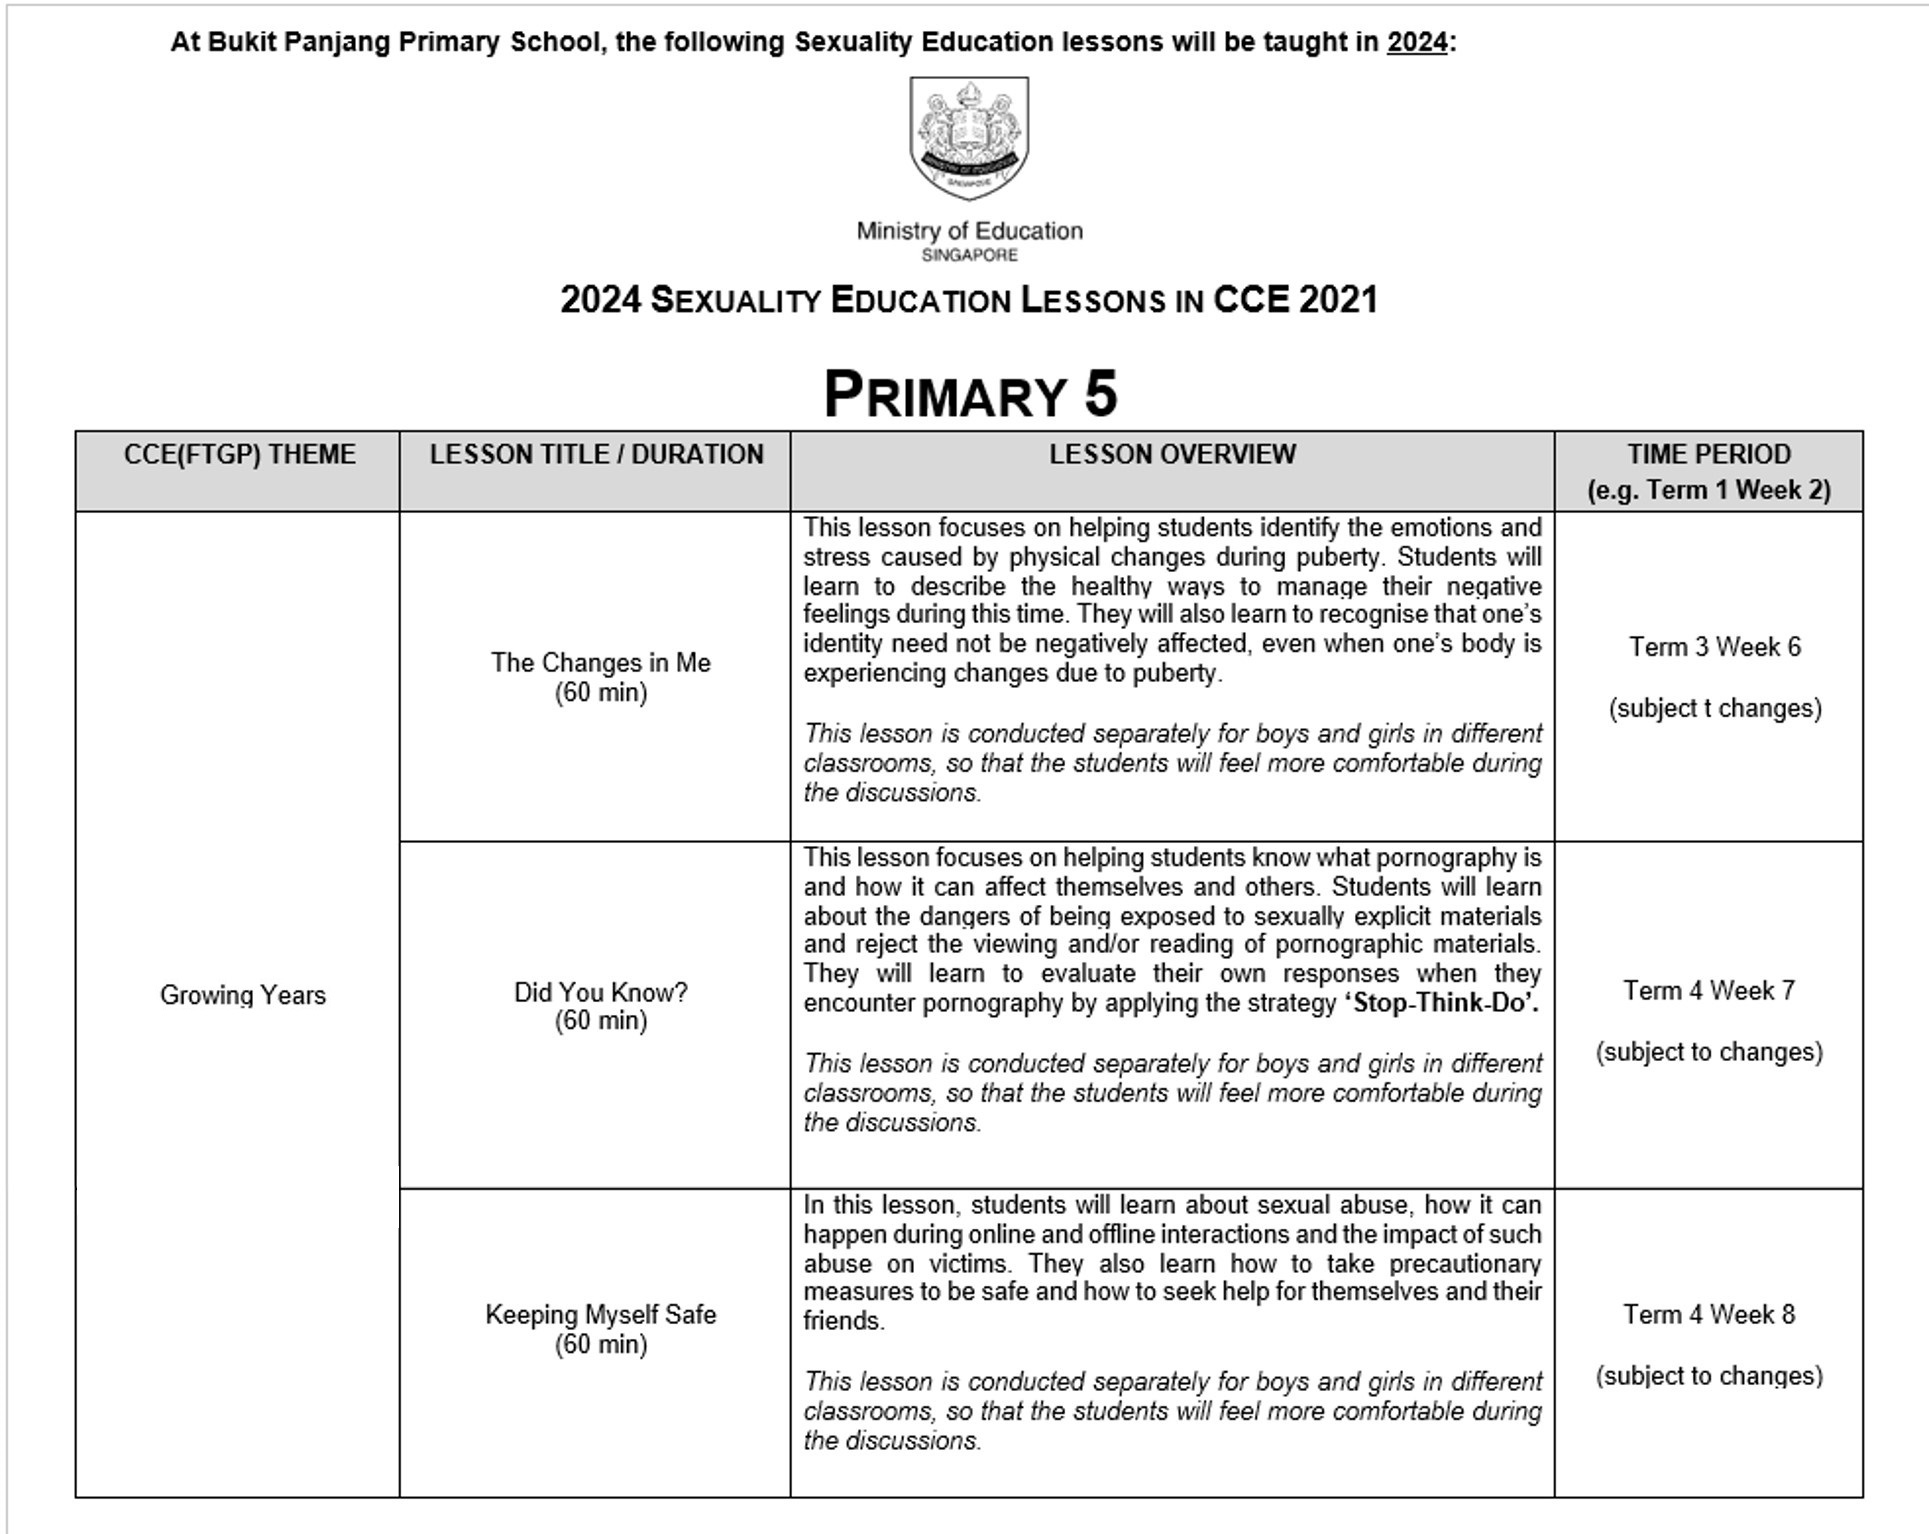 At Bukit Panjang Primary School, the following Sexuality Education lessons will be taught in 2024:
MINISTRY OF EDUCATION
SINGAPORE
Ministry of Education
SINGAPORE
2024 SEXUALITY EDUCATION LESSONS IN CCE 2021
PRIMARY 5
CCE(FTGP) THEME
LESSON TITLE / DURATION
LESSON OVERVIEW
TIME PERIOD
(e.g. Term 1 Week 2)
Growing Years
The Changes in Me
(60 min)
This lesson focuses on helping students identify the emotions and
stress caused by physical changes during puberty. Students will
learn to describe the healthy ways to manage their negative
feelings during this time. They will also learn to recognise that one’s
identity need not be negatively affected, even when one’s body is
experiencing changes due to puberty.
This lesson is conducted separately for boys and girls in different
classrooms, so that the students will feel more comfortable during
the discussions.
Term 3 Week 6
(subject t changes)
Did You Know?
(60 min)
This lesson focuses on helping students know what pornography is
and how it can affect themselves and others. Students will learn
about the dangers of being exposed to sexually explicit materials
and reject the viewing and/or reading of pornographic materials.
They will learn to evaluate their own responses when they
encounter pornography by applying the strategy ‘Stop-Think-Do’.
This lesson is conducted separately for boys and girls in different
classrooms, so that the students will feel more comfortable during
the discussions.
Term 4 Week 7
(subject to changes)
Keeping Myself Safe
(60 min)
In this lesson, students will learn about sexual abuse, how it can
happen during online and offline interactions and the impact of such
abuse on victims. They also learn how to take precautionary
measures to be safe and how to seek help for themselves and their
friends.
This lesson is conducted separately for boys and girls in different
classrooms, so that the students will feel more comfortable during
the discussions.
Term 4 Week 8
(subject to changes)